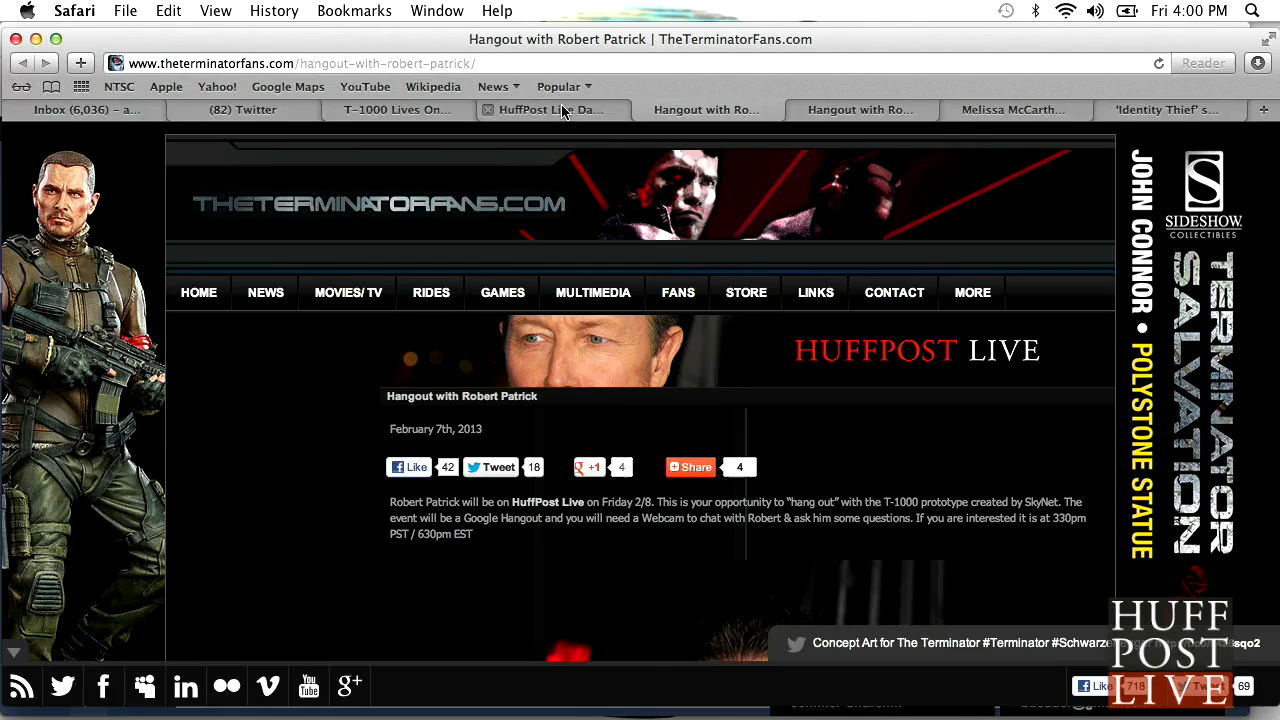 Safari File Edit View History Bookmarks Window Help Fri 4:00 PM
Hangout with Robert Patrick | TheTerminatorFans.com
www.theterminatorfans.com/hangout-with-robert-patrick/ Reader
NTSC Apple Yahoo! Google Maps YouTube Wikipedia News Popular
Inbox (6,036) – a... (82) Twitter T-1000 Lives On... HuffPost Live Da... Hangout with Ro... Hangout with Ro... Melissa McCarth... 'Identity Thief' s...
THETERMINATORFANS.COM
HOME NEWS MOVIES/ TV RIDE GAMES MULTIMEDIA FANS STORE LINKS CONTACT MORE
HUFFPOST LIVE
Hangout with Robert Patrick
February 7th, 2013
Like 42 Tweet 18 +1 4 Share 4
Robert Patrick will be on HuffPost Live on Friday 2/8. This is your opportunity to “hang out” with the T-1000 prototype created by SkyNet. The
event will be a Google Hangout and you will need a Webcam to chat with Robert & ask him some questions. If you are interested it is at 330pm
PST / 630pm EST
JOHN CONNOR • POLYSTONE STATUE
S
SIDESHOW
COLLECTIBLES
TERMINATOR
SALVATION
Concept Art for The Terminator #Terminator
in You Tube g+
Like 718 Tweet 69
HUFF
POST
LIVE